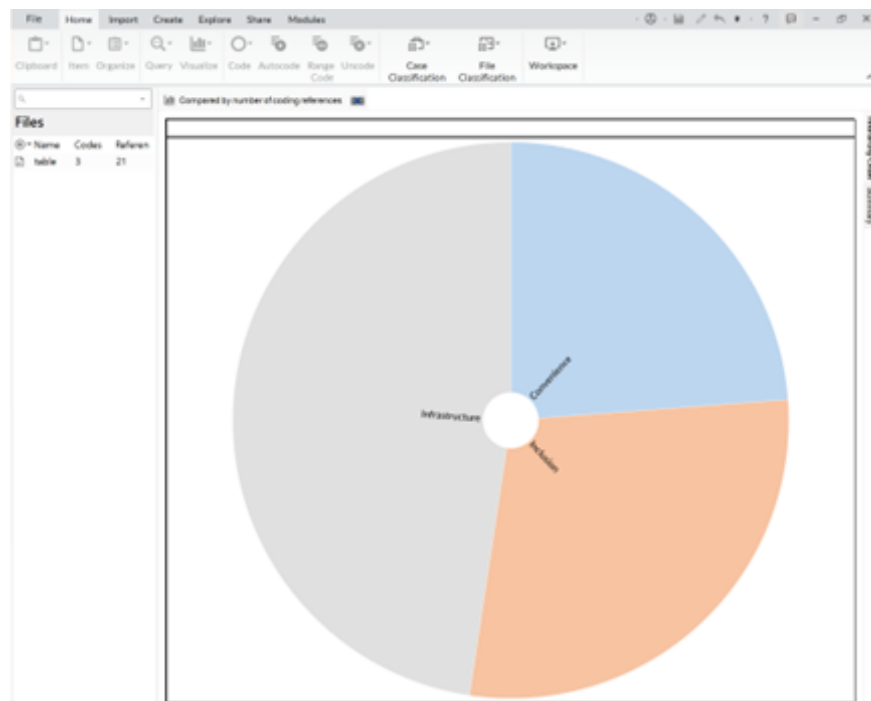 File Home Import Create Explore Share Modules
Clipboard Item Organize Query Visualize Code Autocode Range Code Uncode Case Classification File Classification Workspace
Compared by number of coding references
Files
Name Codes Referen
table 3 21
Convenience
Infrastructure
Inclusion